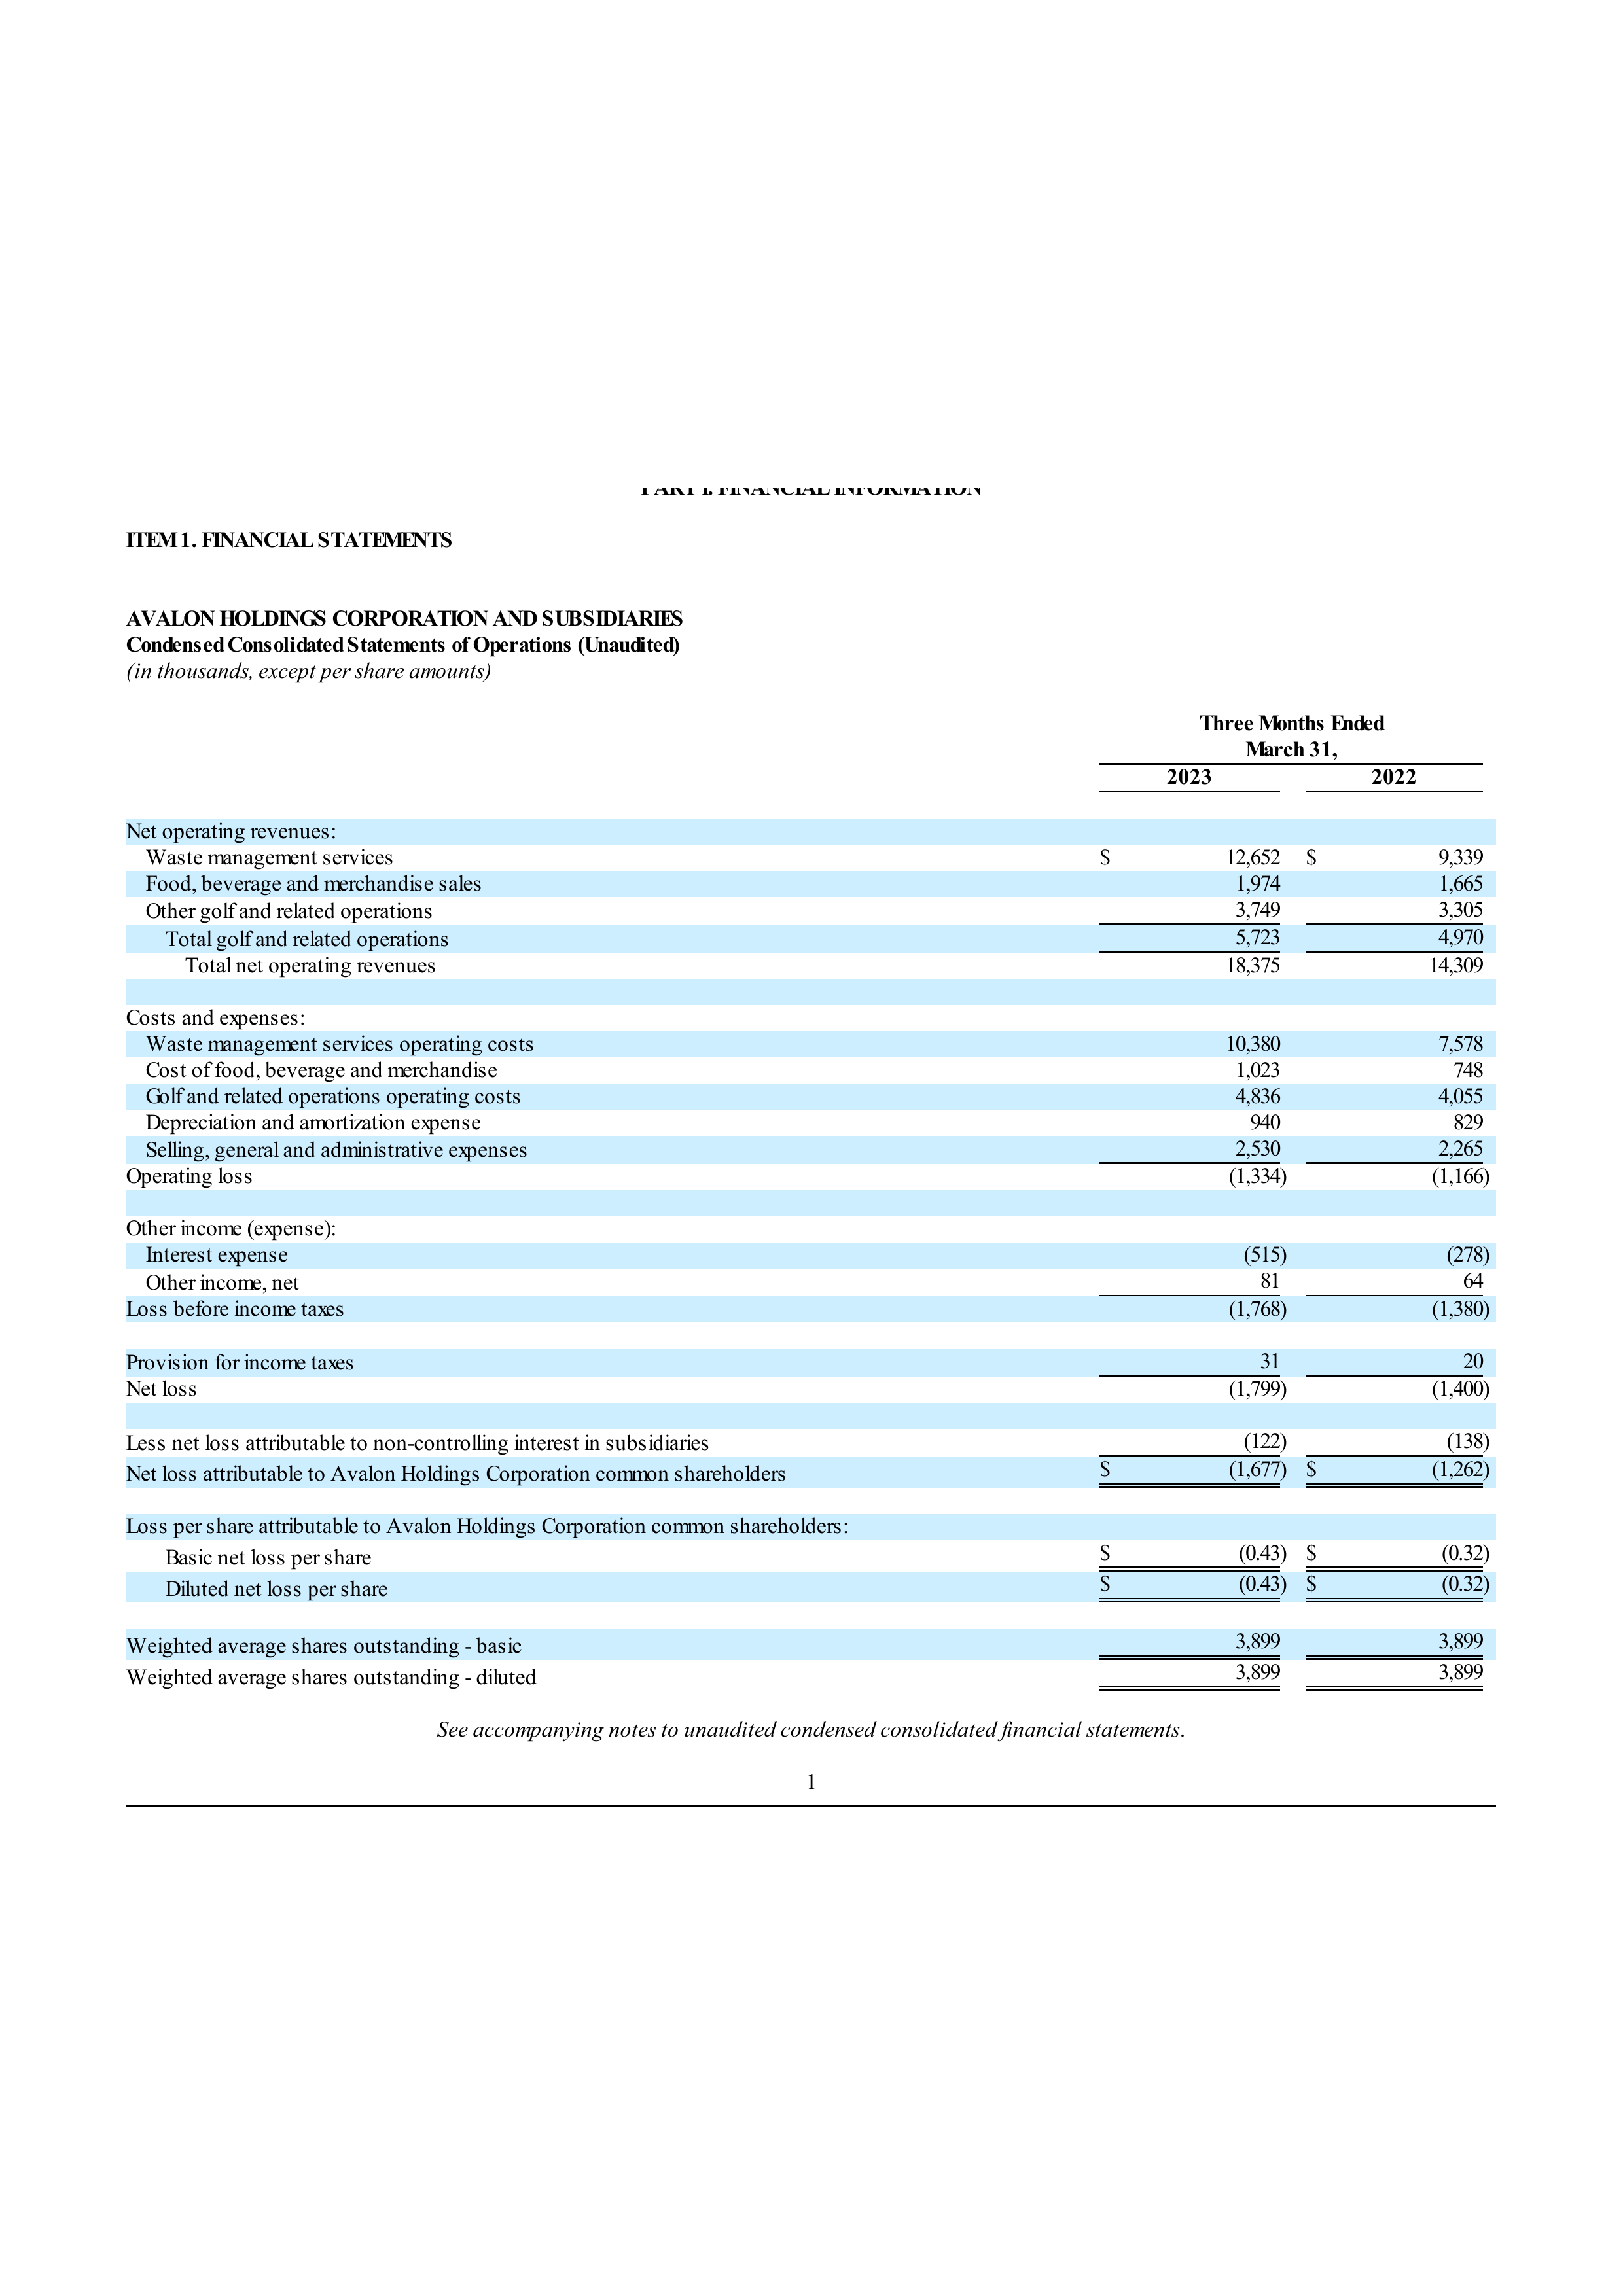 PART I. FINANCIAL INFORMATION
ITEM 1. FINANCIAL STATEMENTS
AVALON HOLDINGS CORPORATION AND SUBSIDIARIES
Condensed Consolidated Statements of Operations (Unaudited)
(in thousands, except per share amounts)
Three Months Ended
March 31,
2023 2022
Net operating revenues:
Waste management services $ 12,652 $ 9,339
Food, beverage and merchandise sales 1,974 1,665
Other golf and related operations 3,749 3,305
Total golf and related operations 5,723 4,970
Total net operating revenues 18,375 14,309
Costs and expenses:
Waste management services operating costs 10,380 7,578
Cost of food, beverage and merchandise 1,023 748
Golf and related operations operating costs 4,836 4,055
Depreciation and amortization expense 940 829
Selling, general and administrative expenses 2,530 2,265
Operating loss (1,334) (1,166)
Other income (expense):
Interest expense (515) (278)
Other income, net 81 64
Loss before income taxes (1,768) (1,380)
Provision for income taxes 31 20
Net loss (1,799) (1,400)
Less net loss attributable to non-controlling interest in subsidiaries (122) (138)
Net loss attributable to Avalon Holdings Corporation common shareholders $ (1,677) $ (1,262)
Loss per share attributable to Avalon Holdings Corporation common shareholders:
Basic net loss per share $ (0.43) $ (0.32)
Diluted net loss per share $ (0.43) $ (0.32)
Weighted average shares outstanding - basic 3,899 3,899
Weighted average shares outstanding - diluted 3,899 3,899
See accompanying notes to unaudited condensed consolidated financial statements.
1